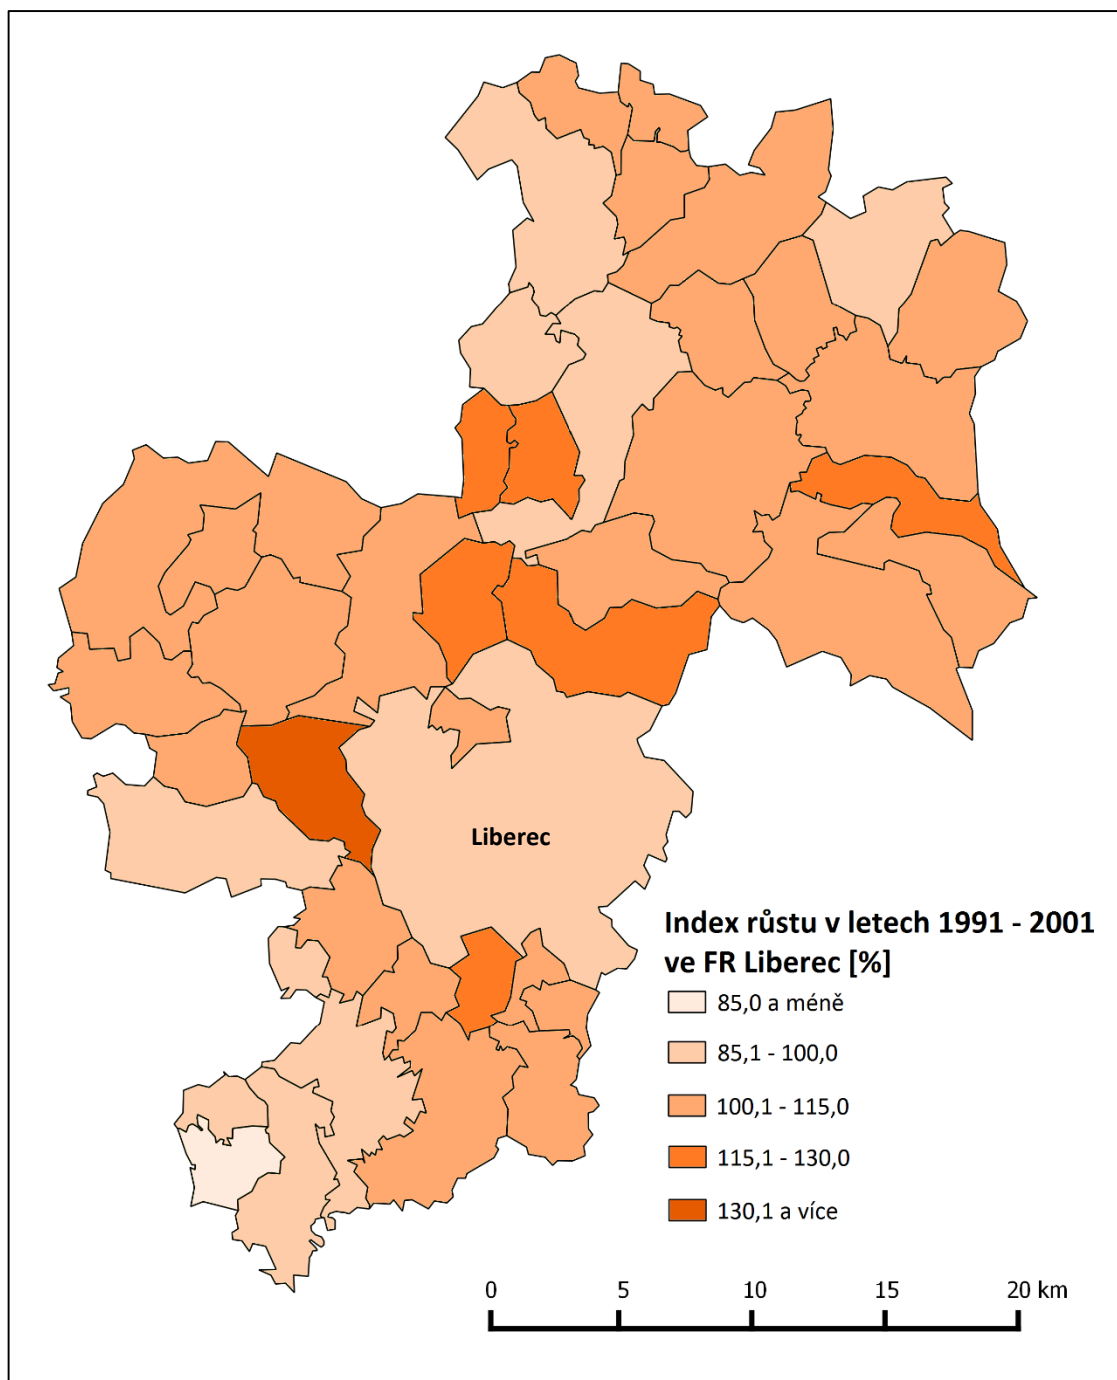 Liberec
Index růstu v letech 1991 - 2001
ve FR Liberec [%]
85,0 a méně
85,1 - 100,0
100,1 - 115,0
115,1 - 130,0
130,1 a více
0 5 10 15 20 km